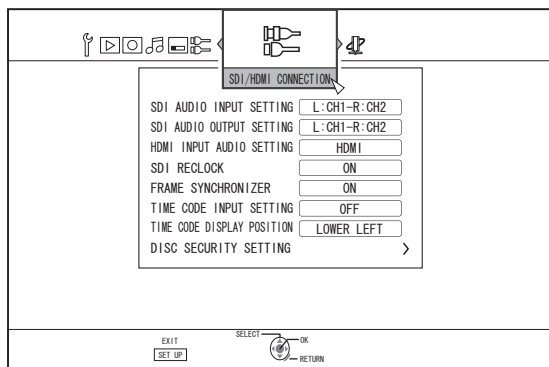 SDI/HDMI CONNECTION
SDI AUDIO INPUT SETTING L:CH1-R:CH2
SDI AUDIO OUTPUT SETTING L:CH1-R:CH2
HDMI INPUT AUDIO SETTING HDMI
SDI RECLOCK ON
FRAME SYNCHRONIZER ON
TIME CODE INPUT SETTING OFF
TIME CODE DISPLAY POSITION LOWER LEFT
DISC SECURITY SETTING
EXIT
SET UP
SELECT
OK
RETURN